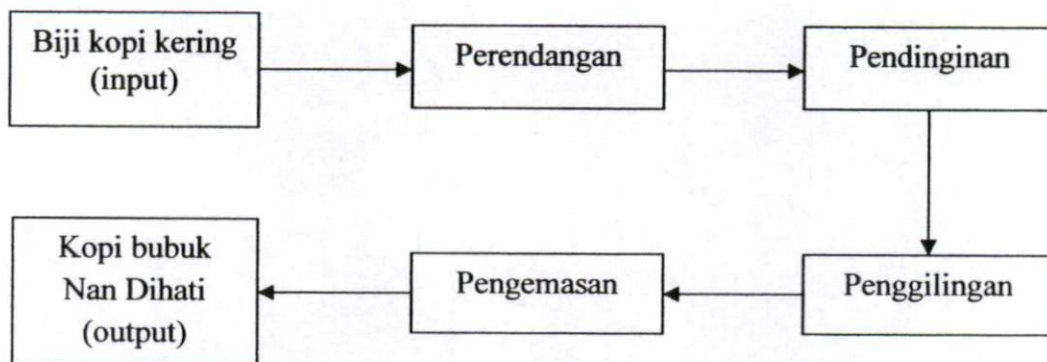 Biji kopi kering
(input)
Perendangan
Pendinginan
Penggilingan
Pengemasan
Kopi bubuk
Nan Dihati
(output)